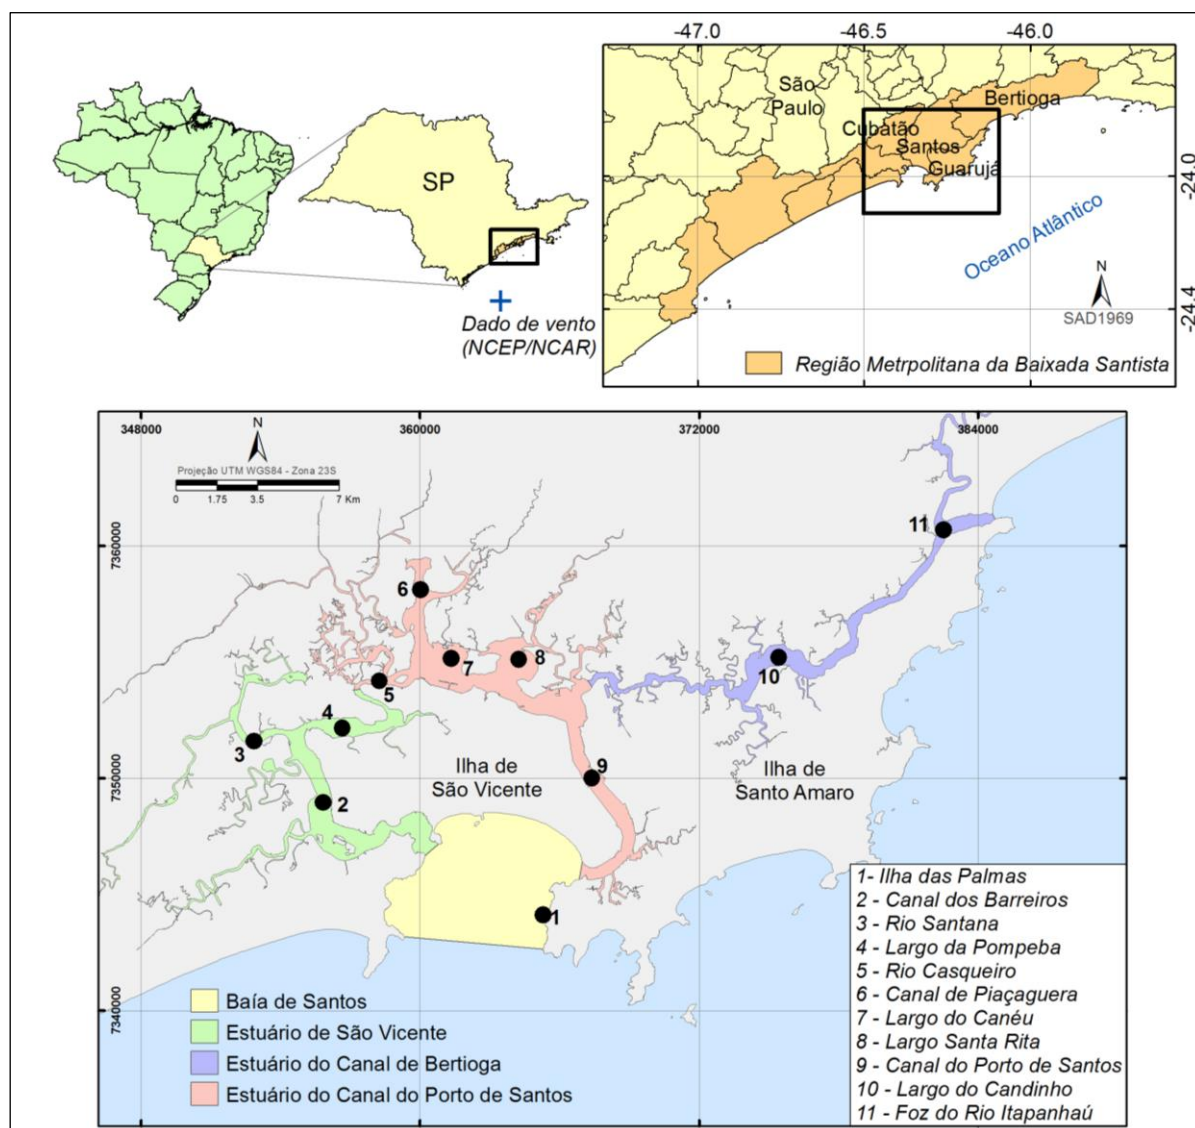 SP
Dado de vento
(NCEP/NCAR)
-47.0
-46.5
-46.0
São
Paulo
Bertioga
Cubatão
Santos
Guarujá
-24.0
Oceano Atlântico
N
SAD1969
-24.4
Região Metrpolitana da Baixada Santista
348000
360000
372000
384000
N
Projeção UTM WGS84 - Zona 23S
0 1.75 3.5 7 Km
7360000
7350000
7340000
11
6
7
8
10
5
4
3
9
2
1
Ilha de
São Vicente
Ilha de
Santo Amaro
Baía de Santos
Estuário de São Vicente
Estuário do Canal de Bertioga
Estuário do Canal do Porto de Santos
1- Ilha das Palmas
2 - Canal dos Barreiros
3 - Rio Santana
4 - Largo da Pompeba
5 - Rio Casqueiro
6 - Canal de Piaçaguera
7 - Largo do Canéu
8 - Largo Santa Rita
9 - Canal do Porto de Santos
10 - Largo do Candinho
11 - Foz do Rio Itapanhaú